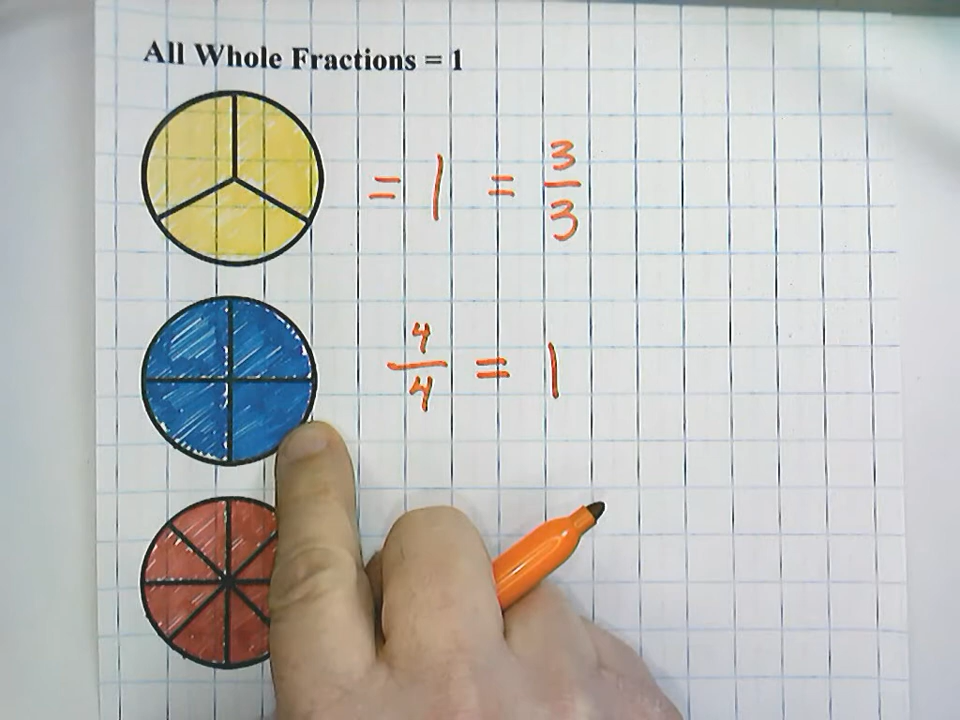 All Whole Fractions = 1
= 1 = 3/3
4/4 = 1